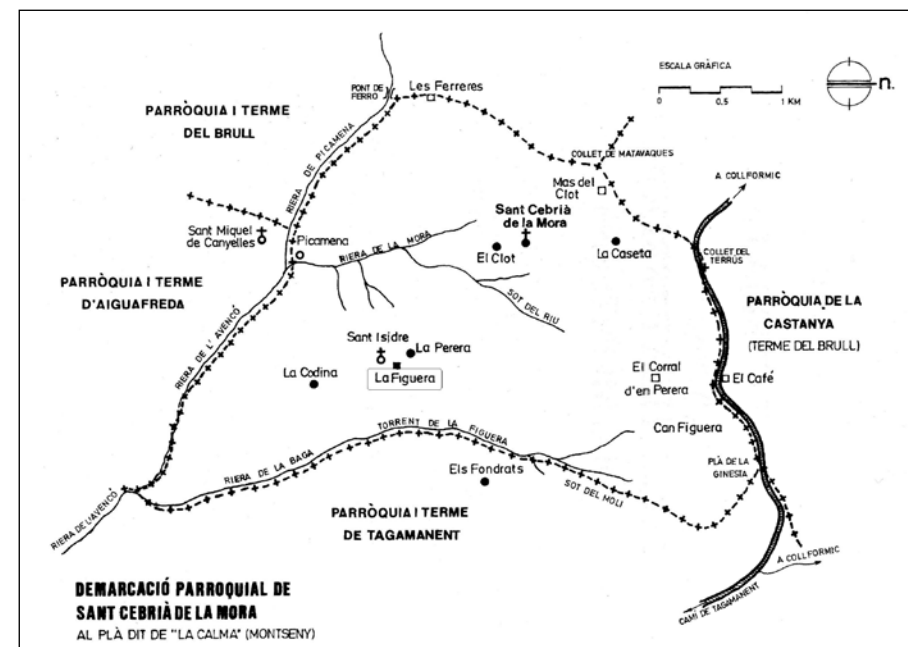 ESCALA GRÀFICA
0 0.5 1 KM
n.
PONT DE
FERRO
Les Ferreres
PARRÒQUIA I TERME
DEL BRULL
RIERA DE PICAMENA
COLLET DE MATAVAQUES
A COLLFORMIC
Mas del
Clot
Sant Miquel
de Canyelles
Picamena
RIERA DE LA MORA
Sant Cebrià
de la Mora
El Clot
La Caseta
COLLET DEL
TERRÚS
PARRÒQUIA I TERME
D'AIGUAFREDA
SOT DEL RIU
PARRÒQUIA DE LA
CASTANYA
(TERME DEL BRULL)
RIERA DE L'AVENCÓ
Sant Isidre
La Perera
La Codina
La Figuera
El Corral
d'en Perera
El Café
Can Figuera
TORRENT DE LA FIGUERA
RIERA DE LA BAGA
Els Fondrats
SOT DEL MOLI
PLÀ DE LA
GINESTA
RIERA DE L'AVENCÓ
PARRÒQUIA I TERME
DE TAGAMANENT
A COLLFORMIC
CAMÍ DE TAGAMANENT
DEMARCACIÓ PARROQUIAL DE
SANT CEBRIÀ DE LA MORA
AL PLÀ DIT DE "LA CALMA" (MONTSENY)